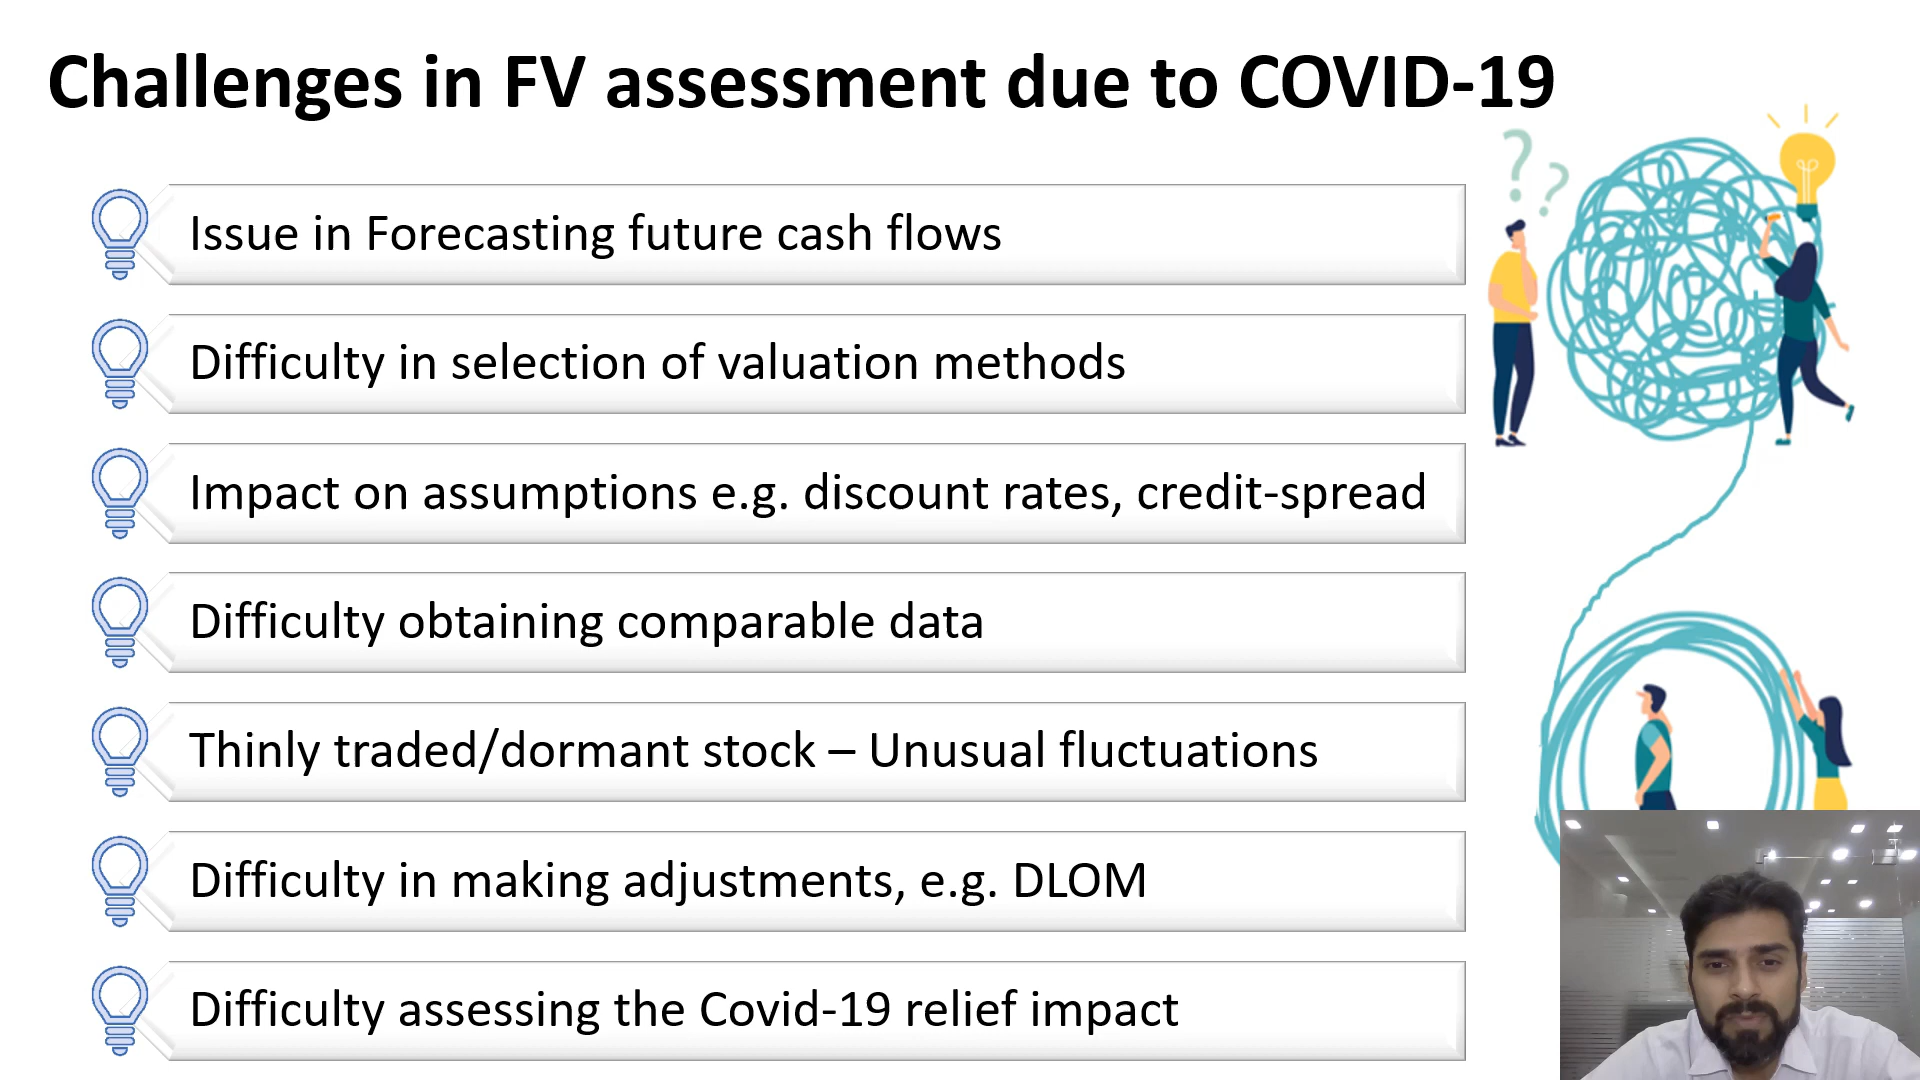 Challenges in FV assessment due to COVID-19
Issue in Forecasting future cash flows
Difficulty in selection of valuation methods
Impact on assumptions e.g. discount rates, credit-spread
Difficulty obtaining comparable data
Thinly traded/dormant stock – Unusual fluctuations
Difficulty in making adjustments, e.g. DLOM
Difficulty assessing the Covid-19 relief impact